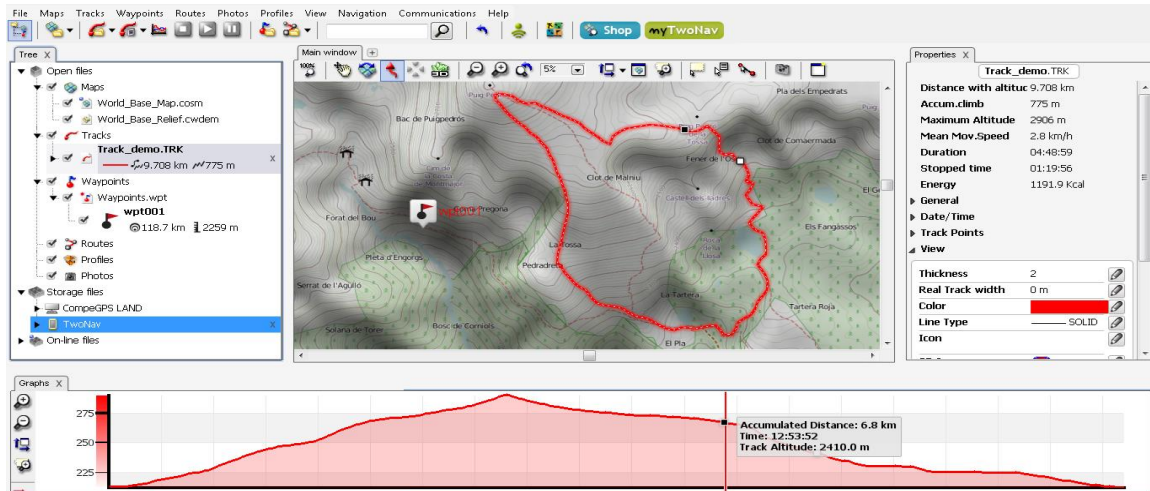 File Maps Tracks Waypoints Routes Photos Profiles View Navigation Communications Help
Shop
myTwoNav
Tree X
Open files
Maps
World_Base_Map.cosm
World_Base_Relief.cwdem
Tracks
Track_demo.TRK
9.708 km 775 m
x
Waypoints
Waypoints.wpt
wpt001
118.7 km 2259 m
Routes
Profiles
Photos
Storage files
CompeGPS LAND
TwoNav
x
On-line files
Main window
100%
5%
Pla dels Empedrats
Bac de Puigpedrós
Clot de Comaermada
Fener de l'O
Clot de Malniu
wpt001
Forat del Bou
Els Fangassos
La Tossa
Pleta d'Engorgs
Pedradreta
Serrat de l'Agulló
La Tartera
Tartera Roja
Solana de Torer
Bosc de Comiols
El Pla
Properties X
Track_demo.TRK
Distance with altituc 9.708 km
Accum.climb 775 m
Maximum Altitude 2906 m
Mean Mov.Speed 2.8 km/h
Duration 04:48:59
Stopped time 01:19:56
Energy 1191.9 Kcal
General
Date/Time
Track Points
View
Thickness 2
Real Track width 0 m
Color
Line Type SOLID
Icon
Graphs X
275
250
225
Accumulated Distance: 6.8 km
Time: 12:53:52
Track Altitude: 2410.0 m